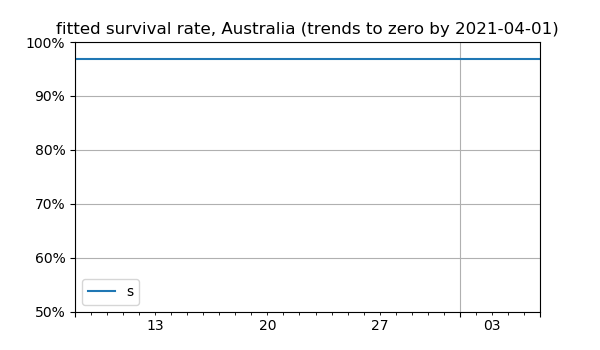 fitted survival rate, Australia (trends to zero by 2021-04-01)
100%
90%
80%
70%
60%
50%
s
13 20 27 03